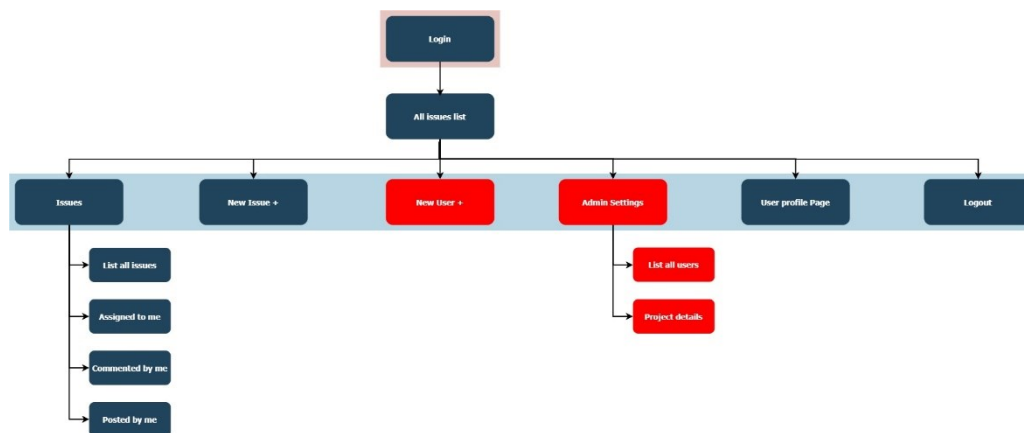 Login
All issues list
Issues
New Issue +
New User +
Admin Settings
User profile Page
Logout
List all issues
List all users
Assigned to me
Project details
Commented by me
Posted by me